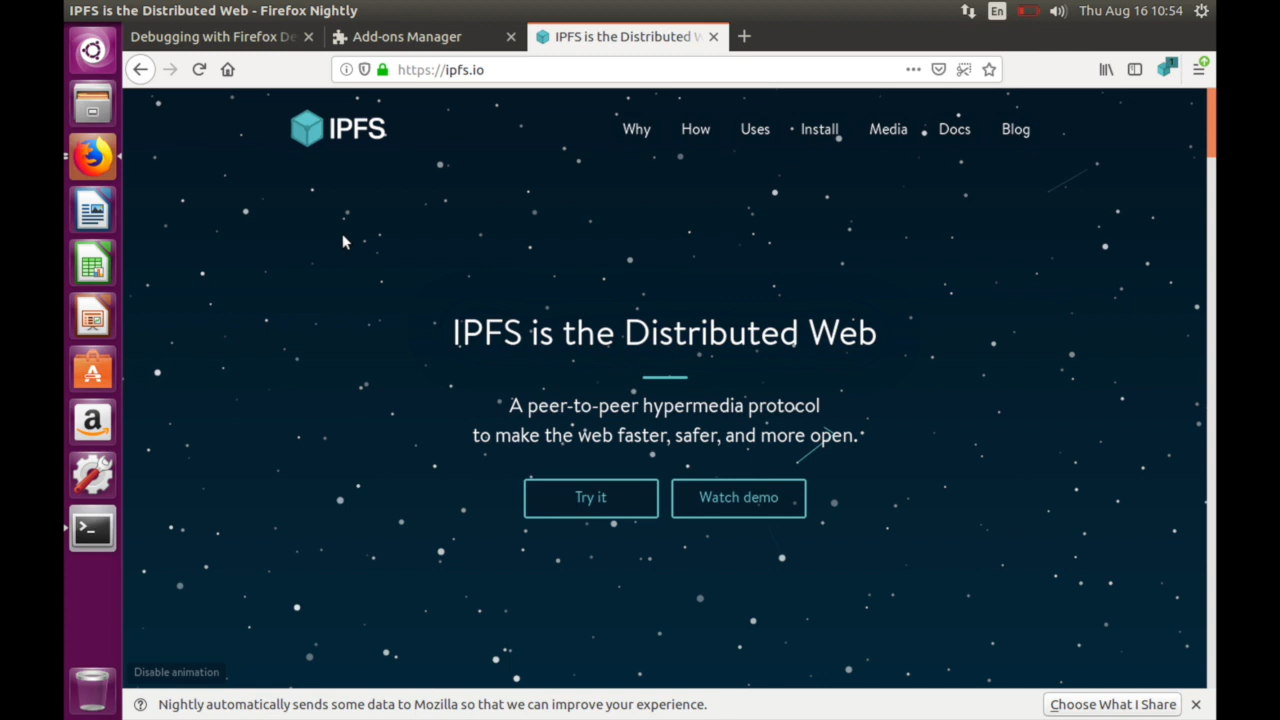 IPFS is the Distributed Web - Firefox Nightly
En
Thu Aug 16 10:54
Debugging with Firefox De
Add-ons Manager
IPFS is the Distributed W
https://ipfs.io
1
IPFS
Why
How
Uses
Install
Media
Docs
Blog
IPFS is the Distributed Web
A peer-to-peer hypermedia protocol
to make the web faster, safer, and more open.
Try it
Watch demo
Disable animation
Nightly automatically sends some data to Mozilla so that we can improve your experience.
Choose What I Share